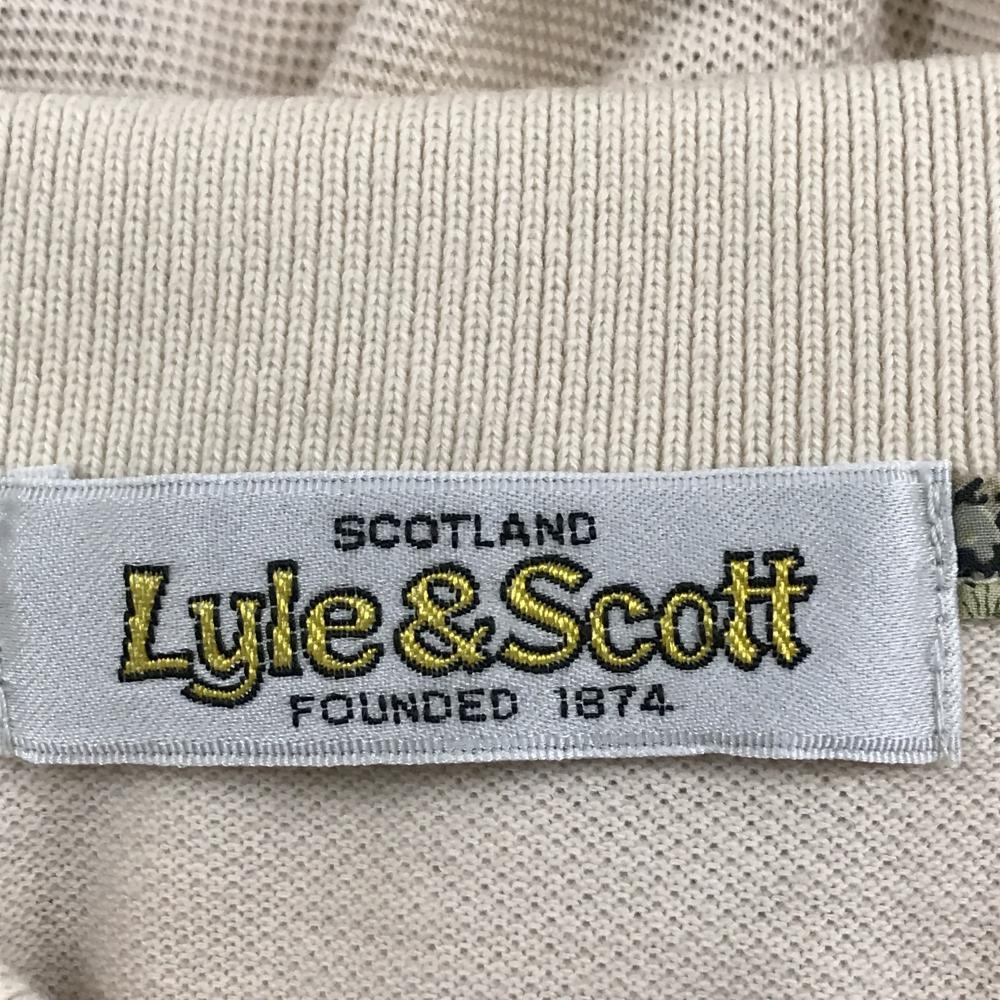 SCOTLAND
Lyle & Scott
FOUNDED 1874